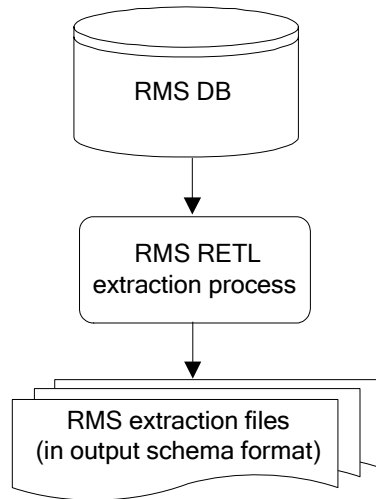 RMS DB
RMS RETL
extraction process
RMS extraction files
(in output schema format)